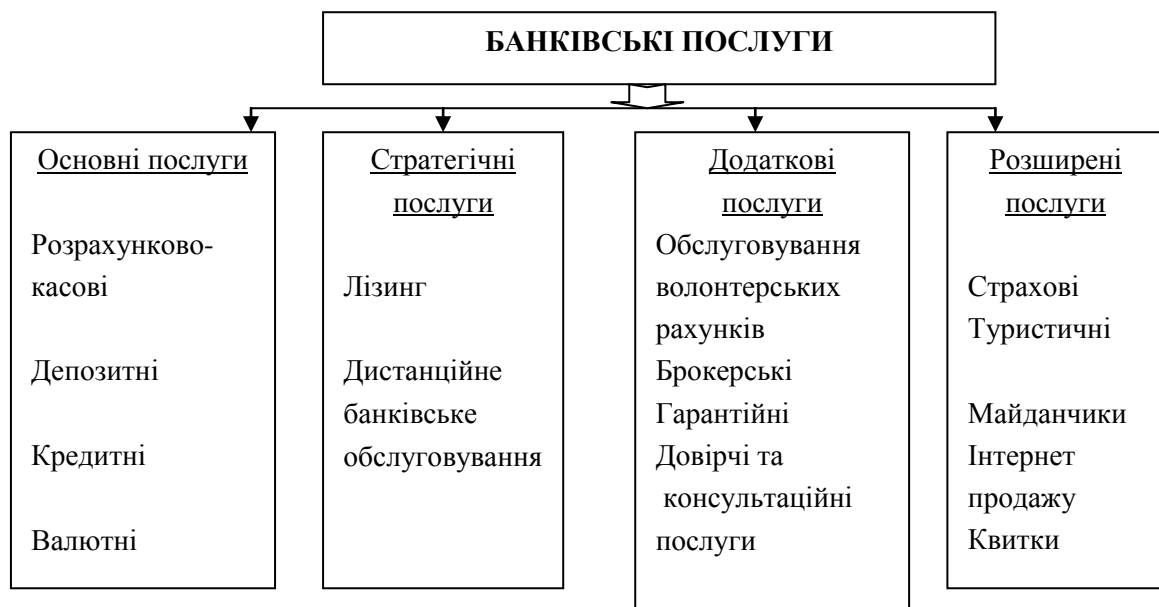 БАНКІВСЬКІ ПОСЛУГИ
Основні послуги
Розрахунково-
касові
Депозитні
Кредитні
Валютні
Стратегічні
послуги
Лізинг
Дистанційне
банківське
обслуговування
Додаткові
послуги
Обслуговування
волонтерських
рахунків
Брокерські
Гарантійні
Довірчі та
консультаційні
послуги
Розширені
послуги
Страхові
Туристичні
Майданчики
Інтернет
продажу
Квитки